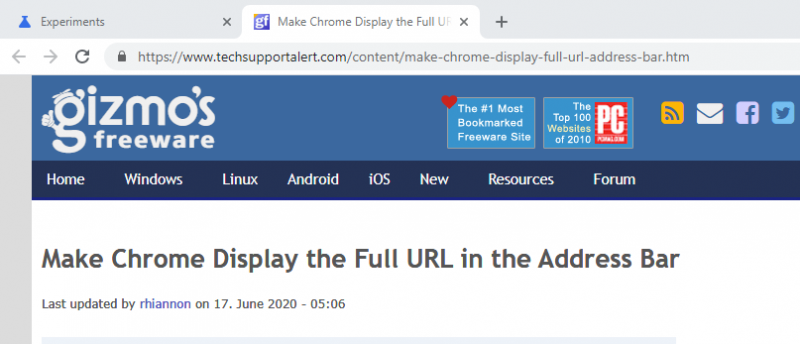 Experiments
Make Chrome Display the Full UR
https://www.techsupportalert.com/content/make-chrome-display-full-url-address-bar.htm
gizmo's
freeware
The #1 Most
Bookmarked
Freeware Site
The
Top 100
Websites
of 2010
PC
PCMAG.COM
Home Windows Linux Android iOS New Resources Forum
Make Chrome Display the Full URL in the Address Bar
Last updated by rhiannon on 17. June 2020 - 05:06